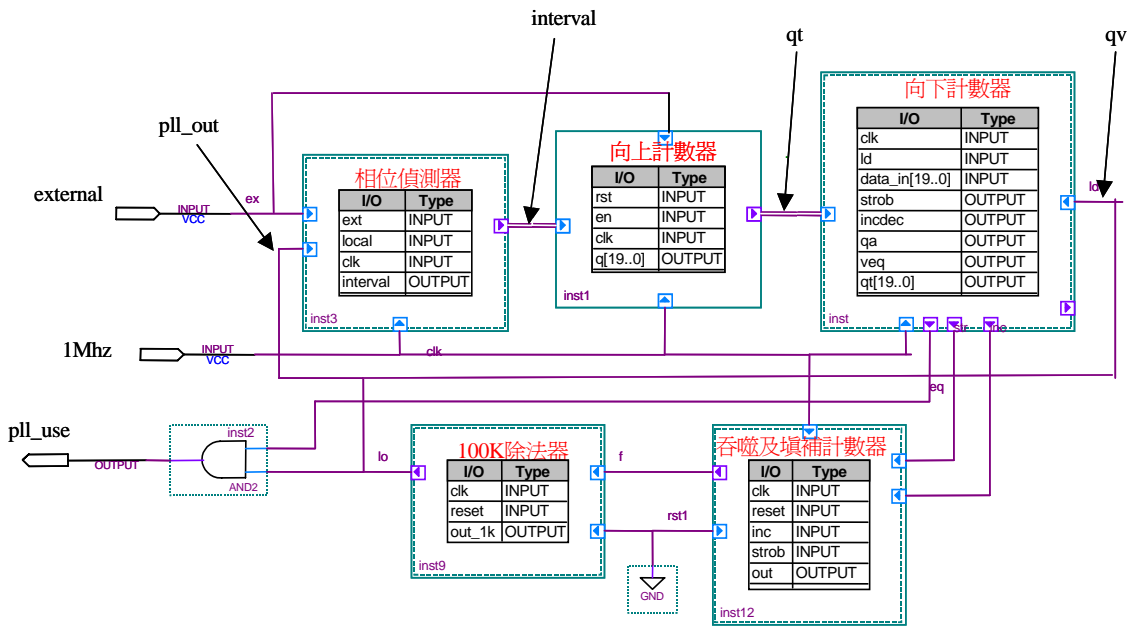 interval
qt
qv
pll_out
external
INPUT
VCC
ex
相位偵測器
I/O Type
ext INPUT
local INPUT
clk INPUT
interval OUTPUT
inst3
向上計數器
I/O Type
rst INPUT
en INPUT
clk INPUT
q[19..0] OUTPUT
inst1
向下計數器
I/O Type
clk INPUT
ld INPUT
data_in[19..0] INPUT
strob OUTPUT
incdec OUTPUT
qa OUTPUT
veq OUTPUT
qt[19..0] OUTPUT
inst
ld
1Mhz
INPUT
VCC
clk
eq
pll_use
OUTPUT
inst2
AND2
lo
100K除法器
I/O Type
clk INPUT
reset INPUT
out_1k OUTPUT
inst9
f
rst1
GND
吞噬及填補計數器
I/O Type
clk INPUT
reset INPUT
inc INPUT
strob INPUT
out OUTPUT
inst12